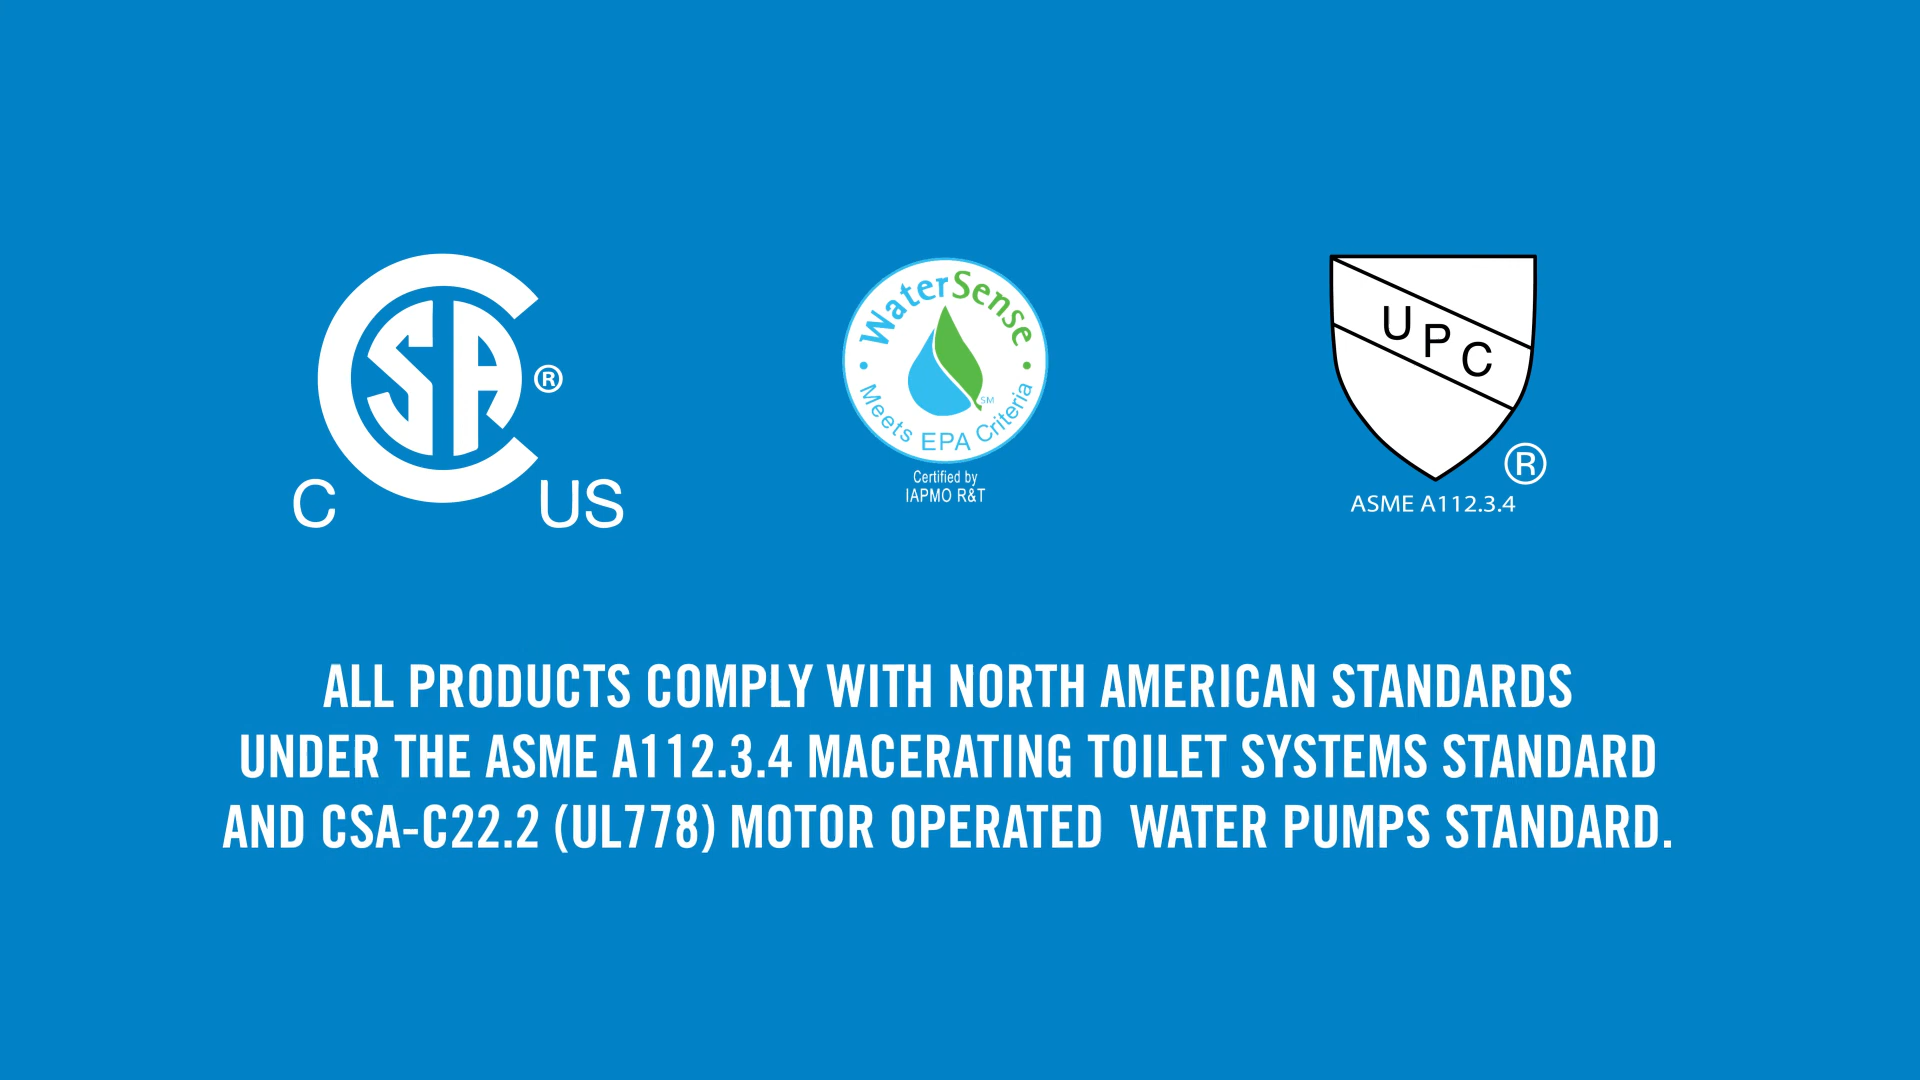 CSA®
C US
WaterSense
Meets EPA Criteria
SM
Certified by
IAPMO R&T
UPC
®
ASME A112.3.4
ALL PRODUCTS COMPLY WITH NORTH AMERICAN STANDARDS
UNDER THE ASME A112.3.4 MACERATING TOILET SYSTEMS STANDARD
AND CSA-C22.2 (UL778) MOTOR OPERATED  WATER PUMPS STANDARD.